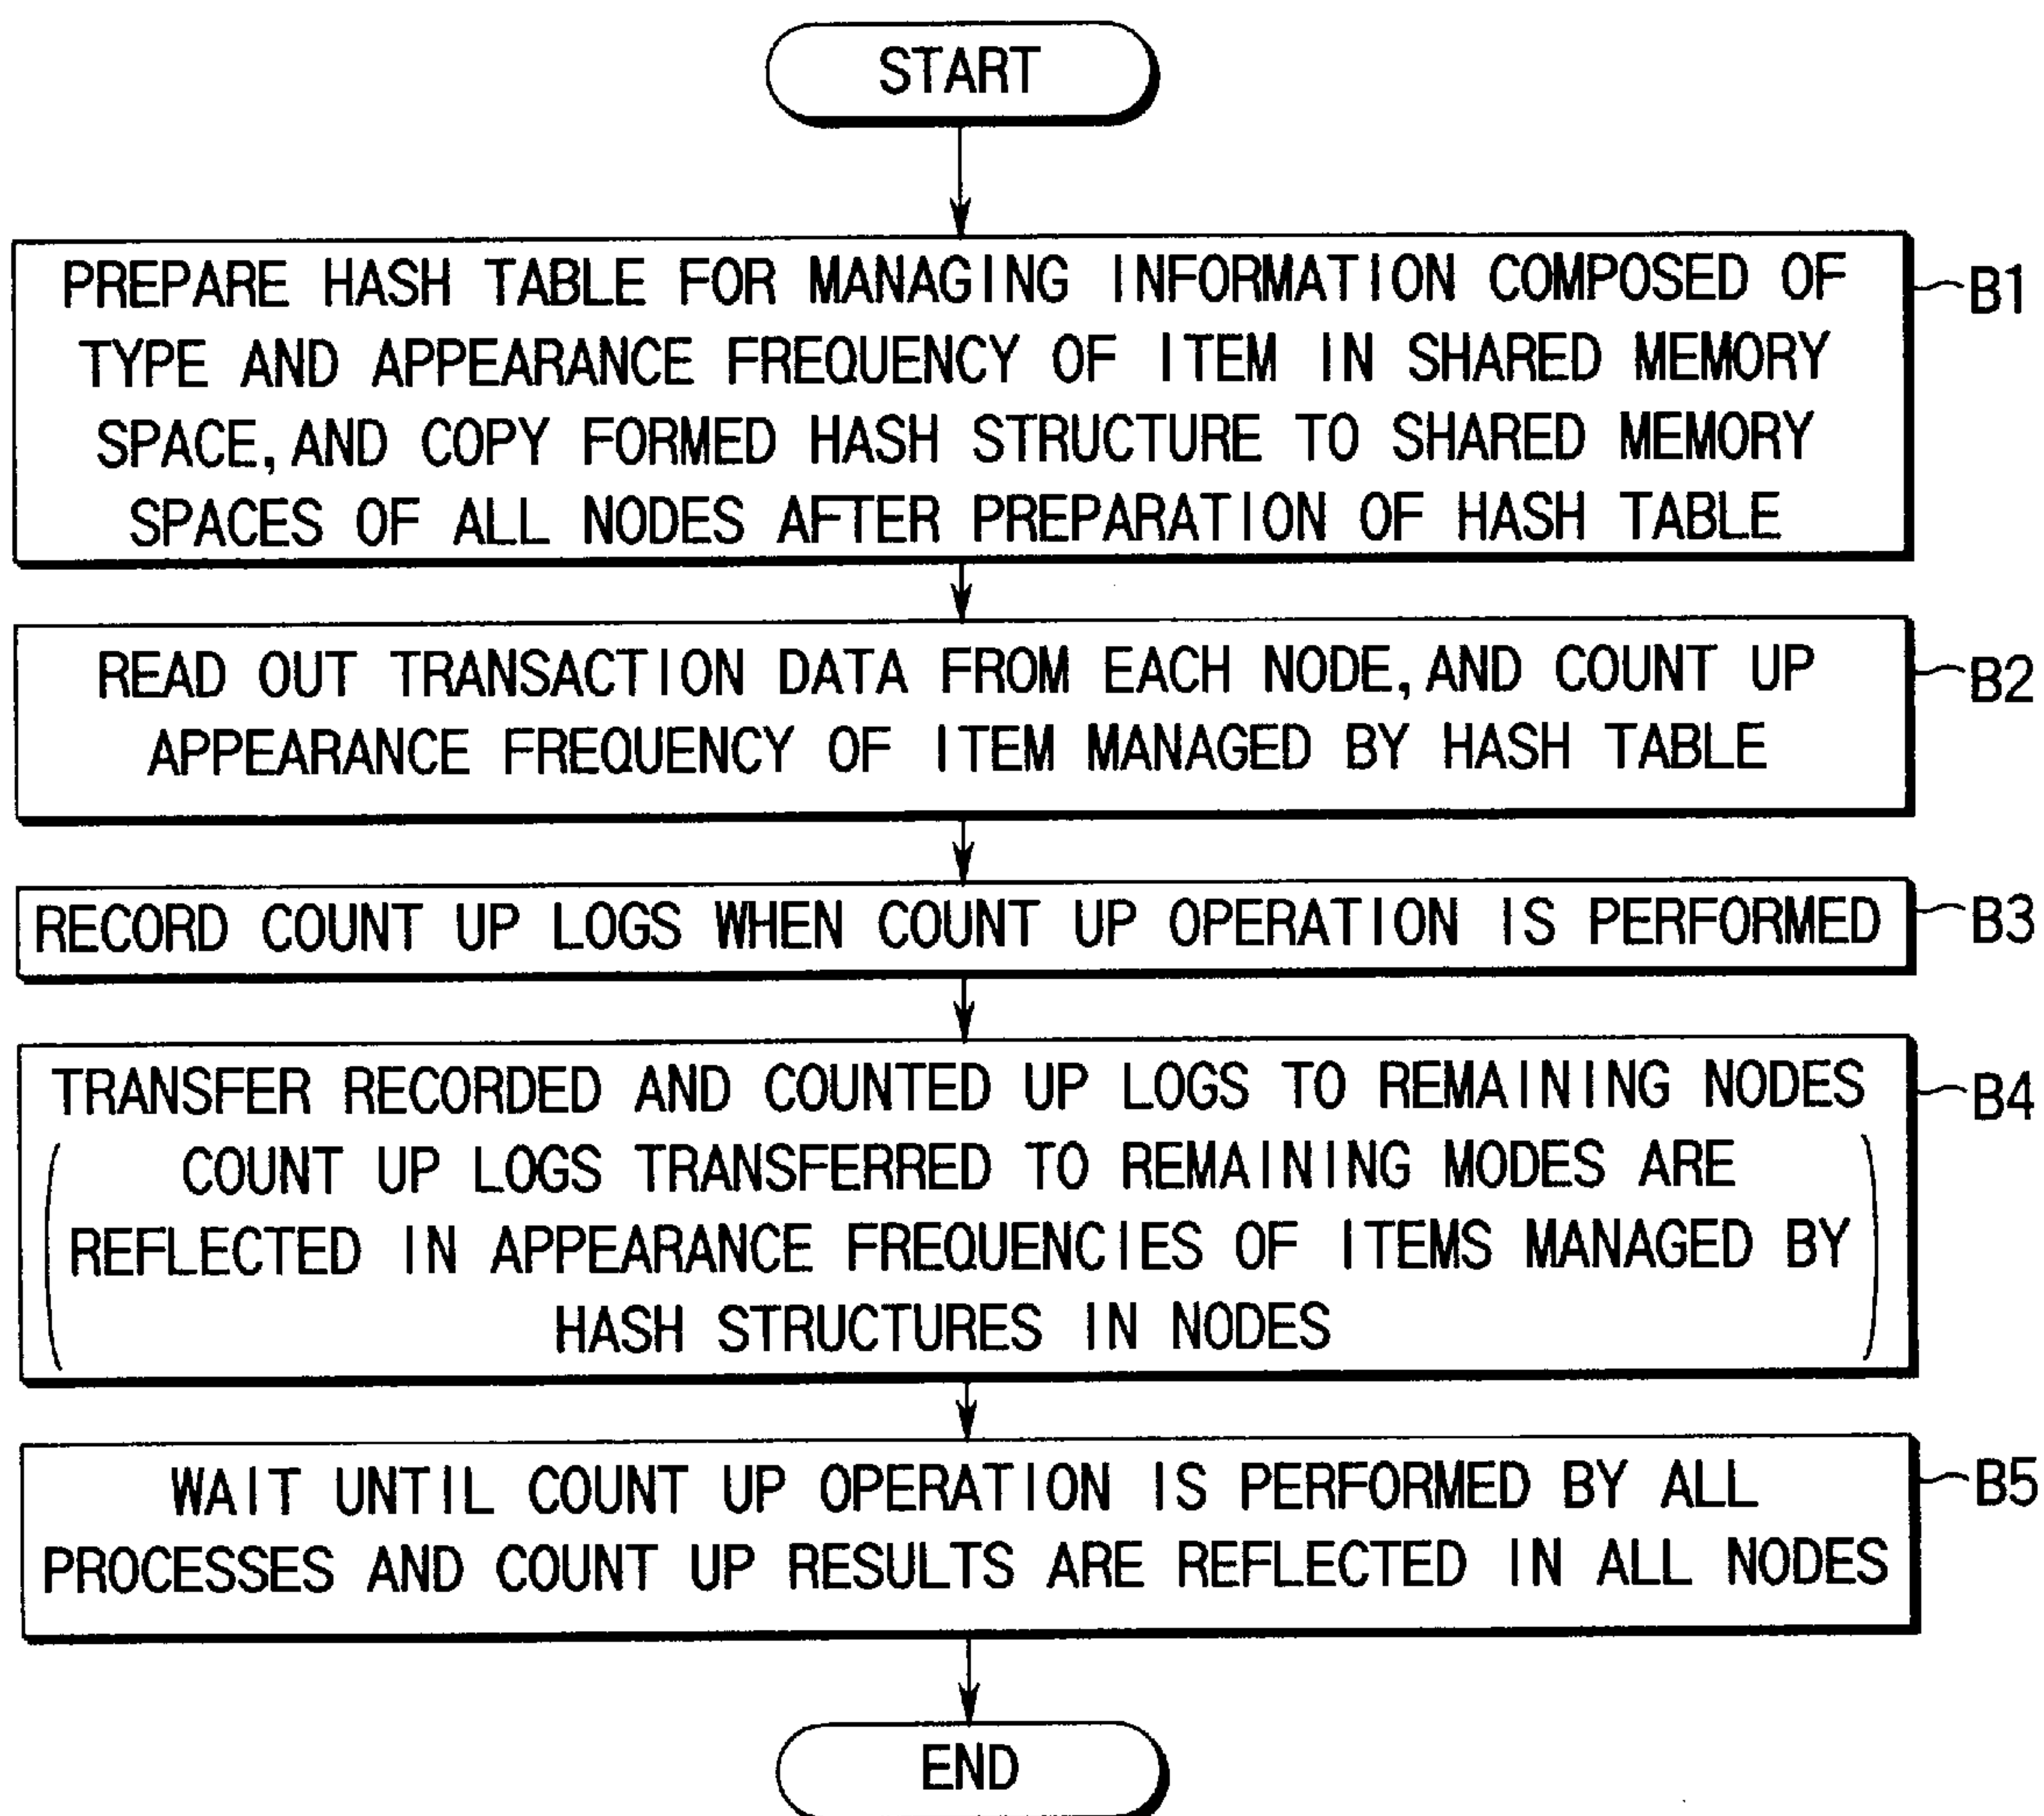 START
PREPARE HASH TABLE FOR MANAGING INFORMATION COMPOSED OF
B1
TYPE AND APPEARANCE FREQUENCY OF ITEM IN SHARED MEMORY
SPACE, AND COPY FORMED HASH STRUCTURE TO SHARED MEMORY
SPACES OF ALL NODES AFTER PREPARATION OF HASH TABLE
READ OUT TRANSACTION DATA FROM EACH NODE, AND COUNT UP
B2
APPEARANCE FREQUENCY OF ITEM MANAGED BY HASH TABLE
RECORD COUNT UP LOGS WHEN COUNT UP OPERATION IS PERFORMED
B3
TRANSFER RECORDED AND COUNTED UP LOGS TO REMAINING NODES
B4
COUNT UP LOGS TRANSFERRED TO REMAINING MODES ARE
REFLECTED IN APPEARANCE FREQUENCIES OF ITEMS MANAGED BY
HASH STRUCTURES IN NODES
WAIT UNTIL COUNT UP OPERATION IS PERFORMED BY ALL
B5
PROCESSES AND COUNT UP RESULTS ARE REFLECTED IN ALL NODES
END